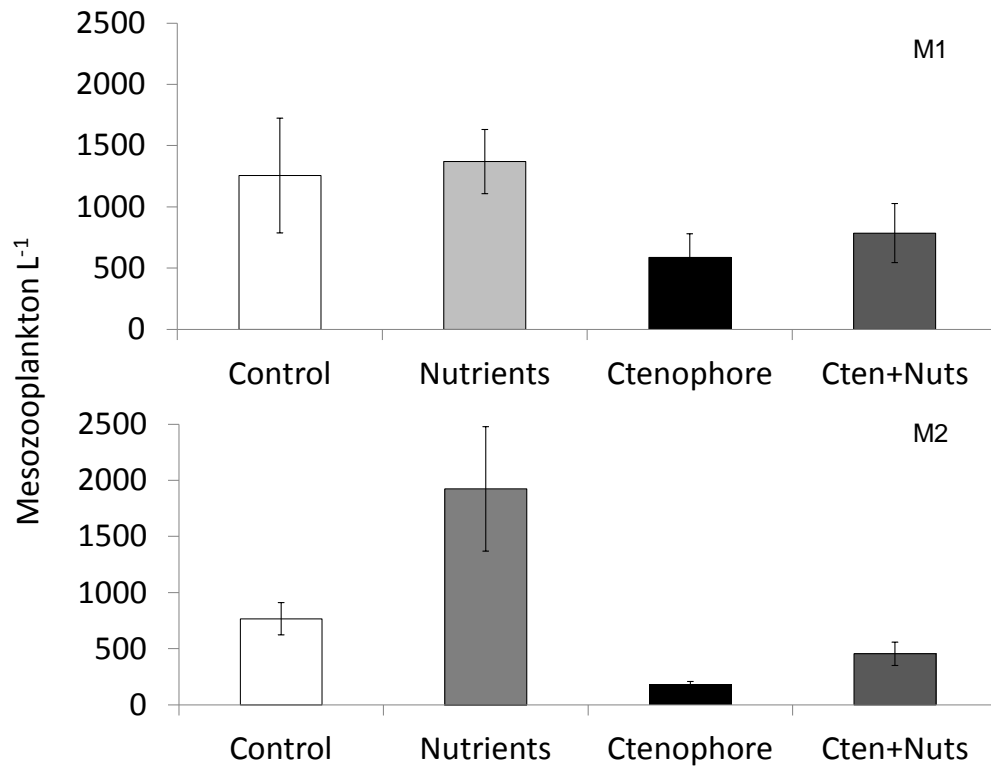 Mesozooplankton L⁻¹
2500
2000
1500
1000
500
0
M1
Control Nutrients Ctenophore Cten+Nuts
2500
2000
1500
1000
500
0
M2
Control Nutrients Ctenophore Cten+Nuts